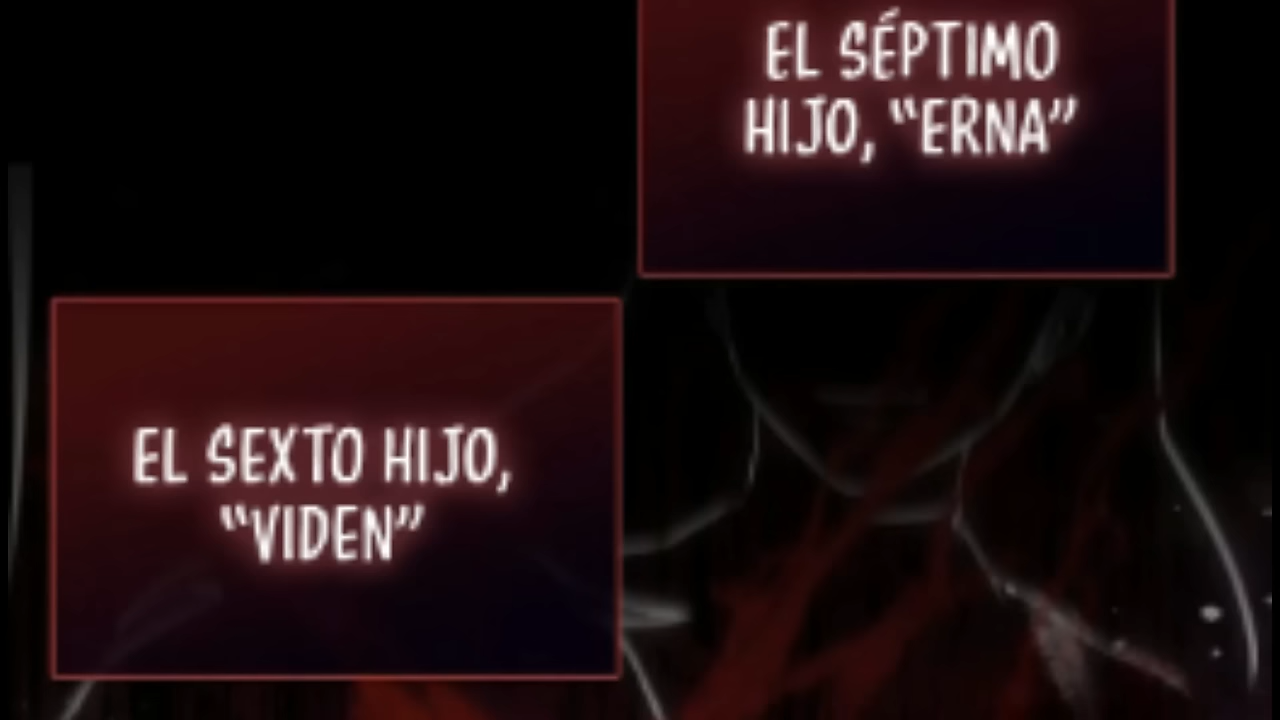 EL SÉPTIMO
HIJO, “ERNA”
EL SEXTO HIJO,
“VIDEN”